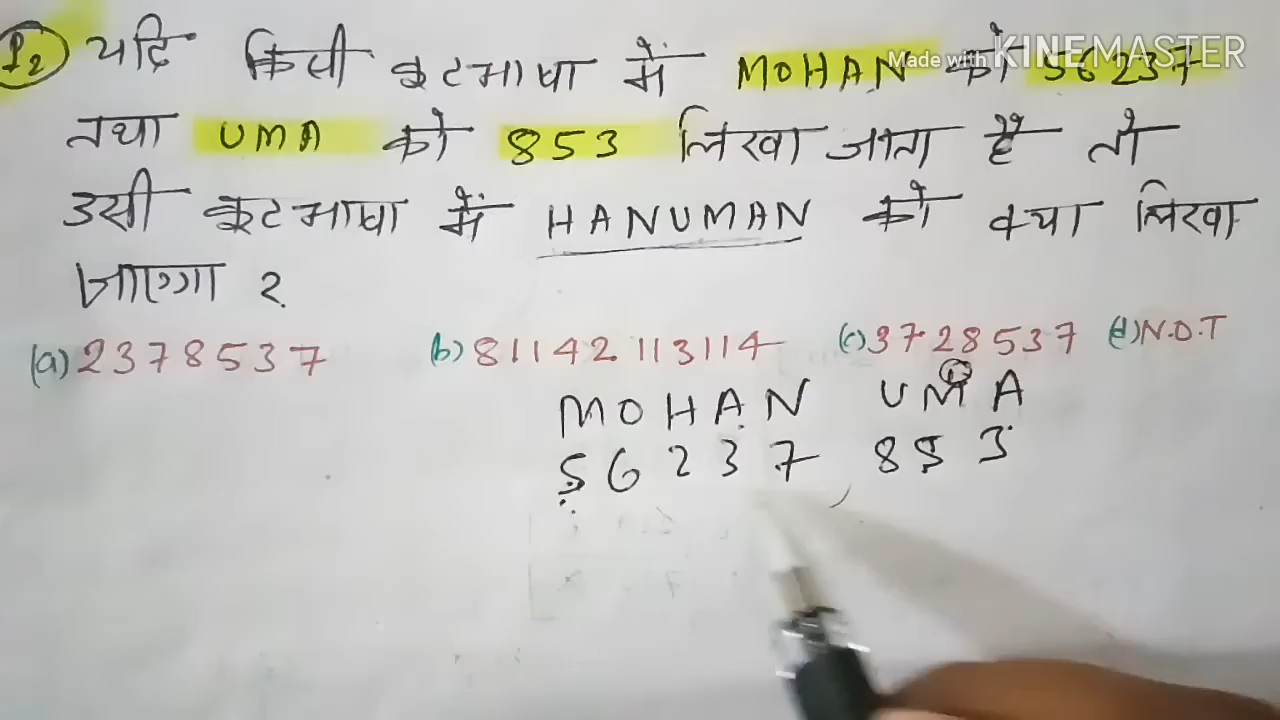 P2 यदि किसी कूटभाषा में MOHAN को 56237
Made with KINEMASTER
तथा UMA को 853 लिखा जाता है तो
उसी कूटभाषा में HANUMAN को क्या लिखा
जाएगा ?
(a) 2378537 (b) 81142113114 (c) 3728537 (d) N.O.T
MOHAN UMA
56237, 853